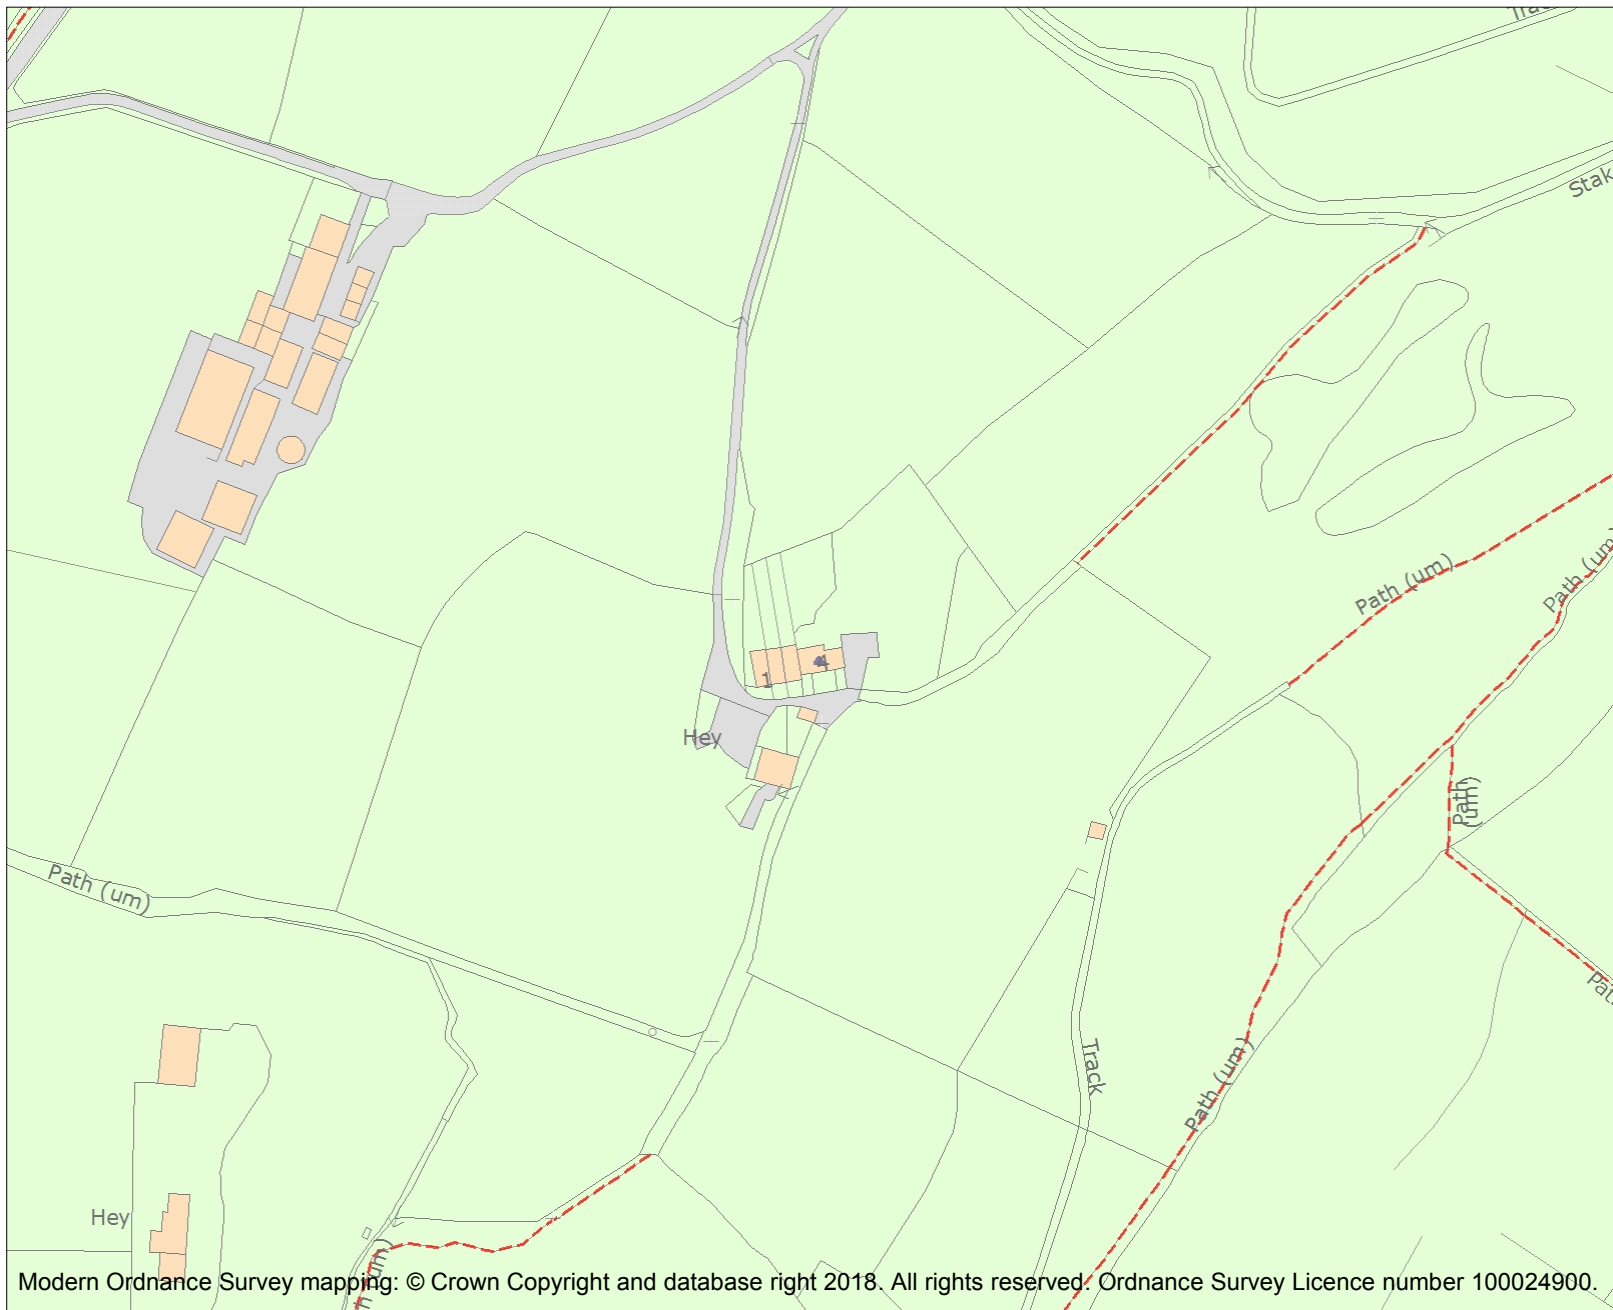 Stak
Path (um)
Path (um)
4
1
Hey
Path (um)
Path (um)
Track
Path (um)
Hey
Modern Ordnance Survey mapping: © Crown Copyright and database right 2018. All rights reserved. Ordnance Survey Licence number 100024900.